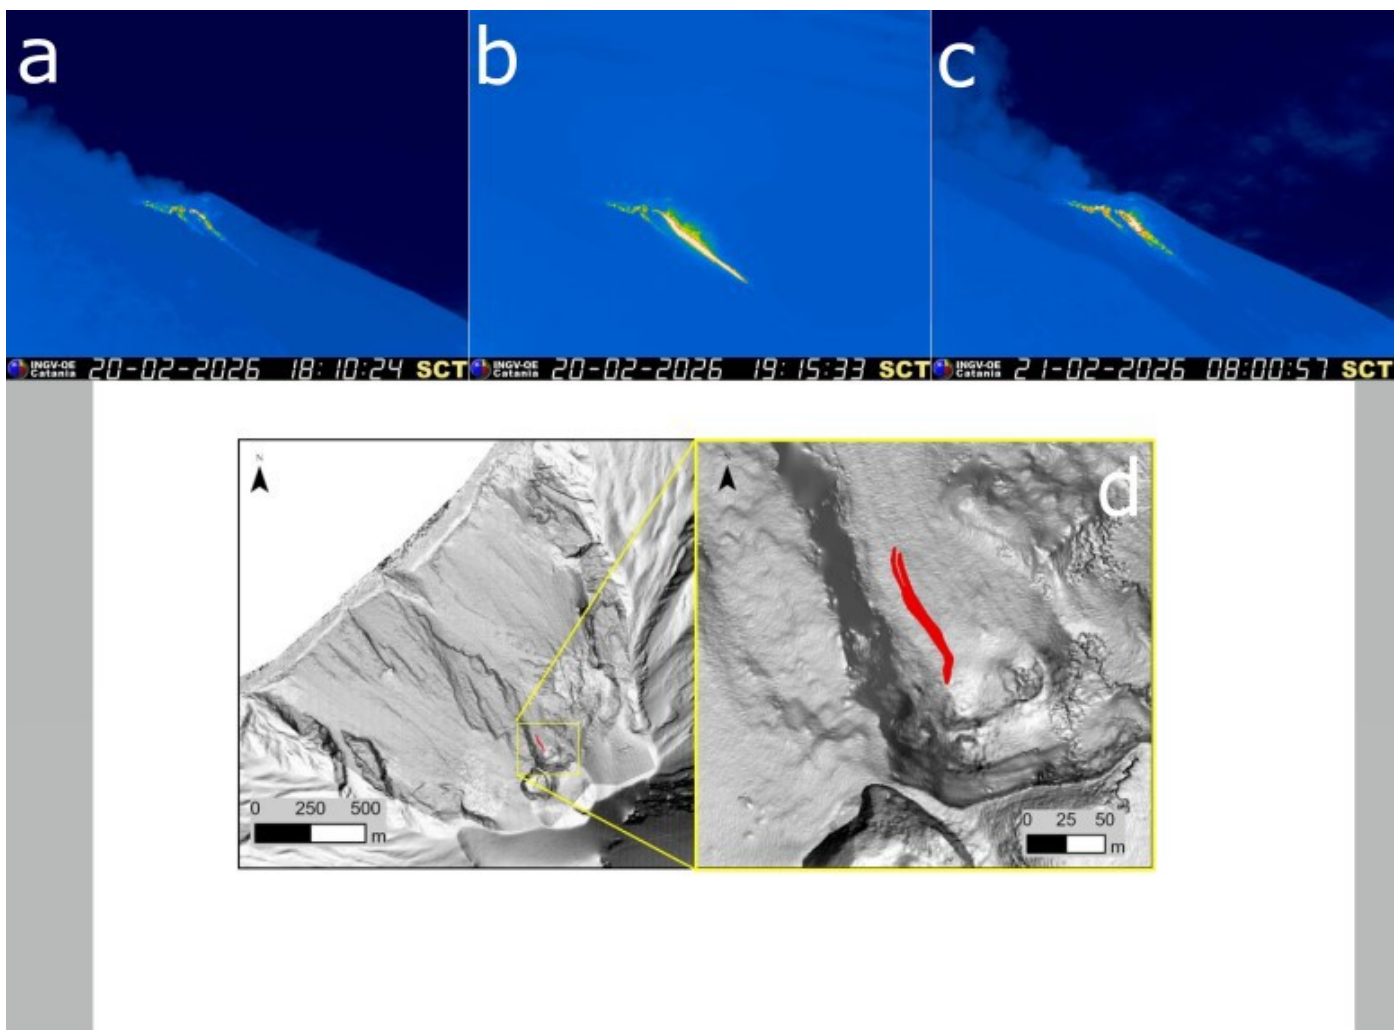 a
b
c
INGV-OE
Catania
20-02-2026 18:10:24 SCT
INGV-OE
Catania
20-02-2026 19:15:33 SCT
INGV-OE
Catania
21-02-2026 08:00:57 SCT
N
N
d
0 250 500
m
0 25 50
m